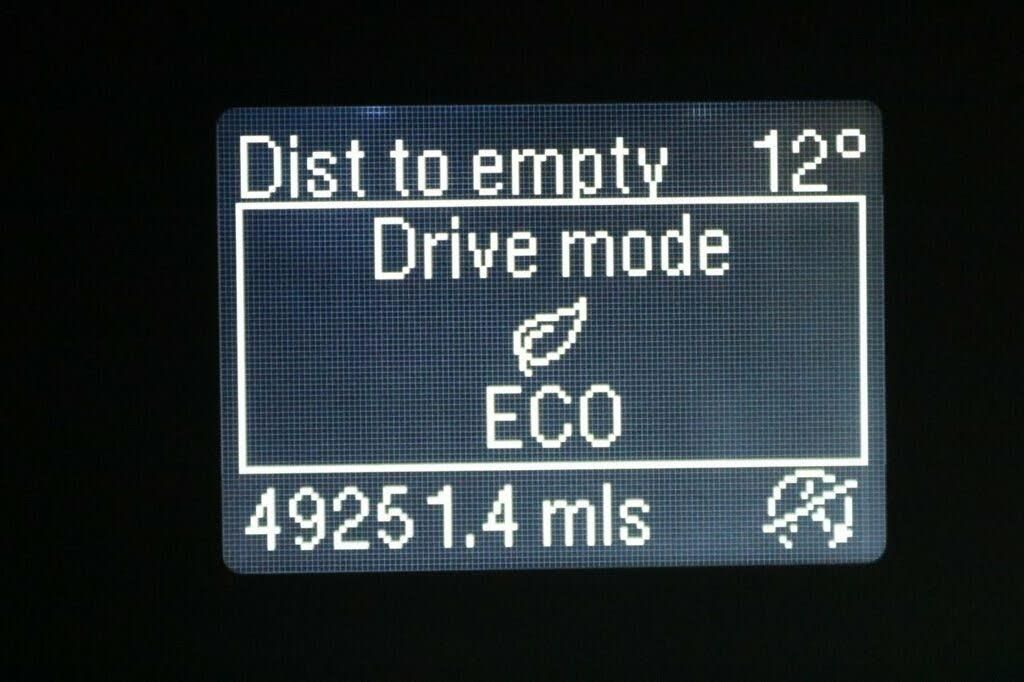 Dist to empty 12°
Drive mode
ECO
49251.4 mls